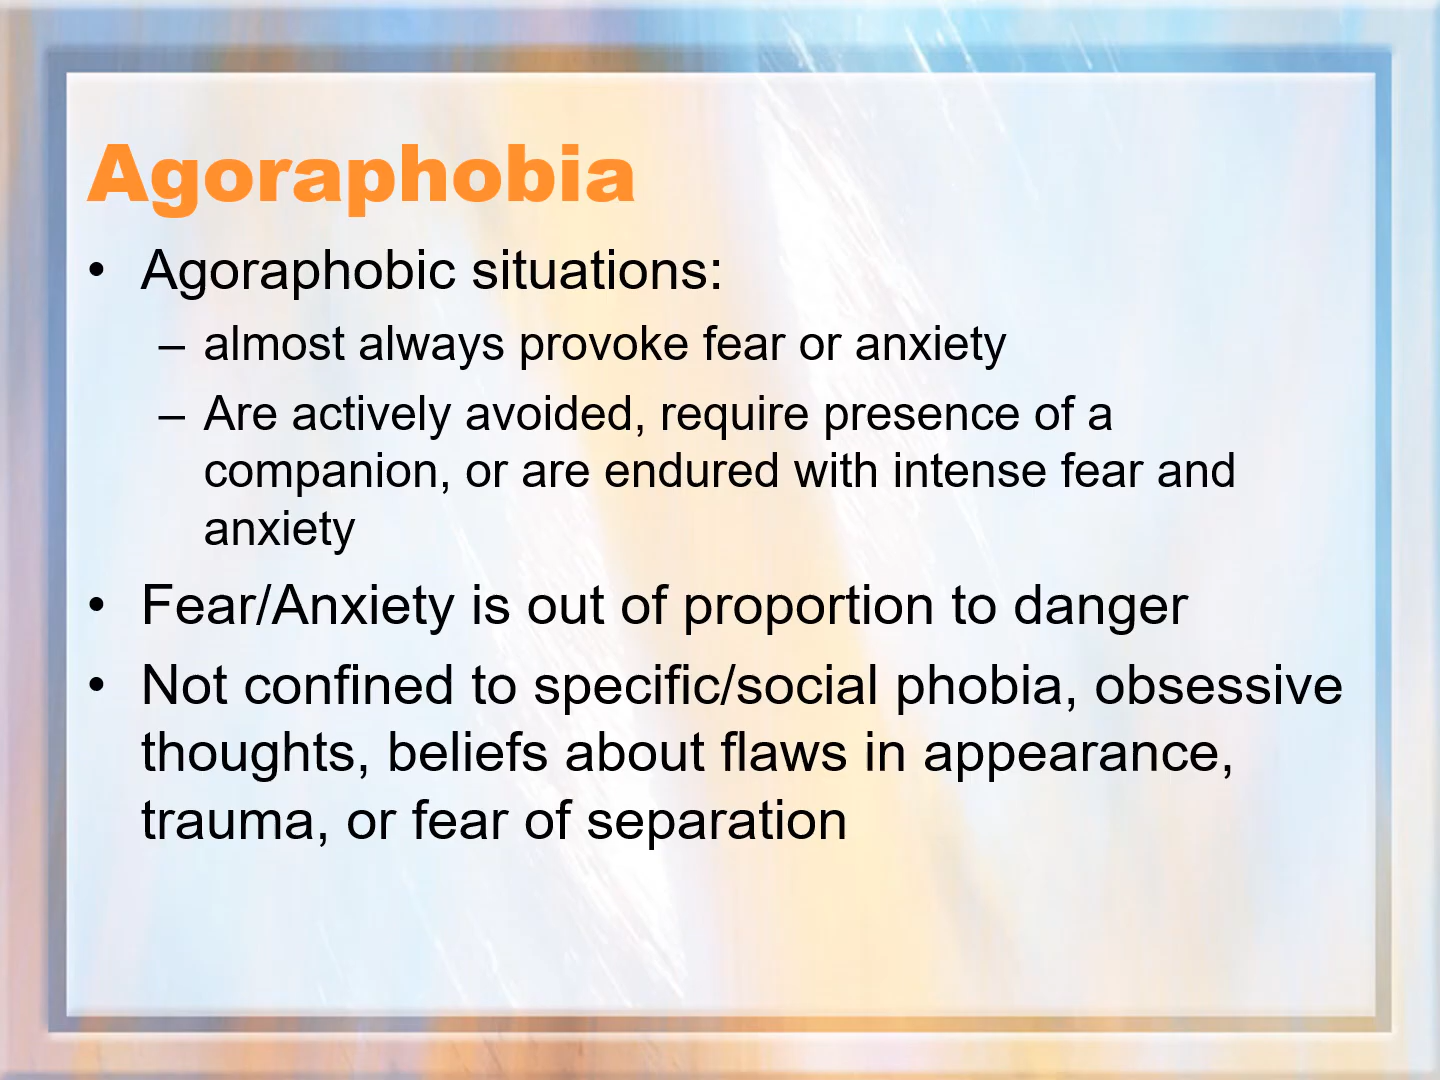 Agoraphobia
• Agoraphobic situations:
– almost always provoke fear or anxiety
– Are actively avoided, require presence of a
companion, or are endured with intense fear and
anxiety
• Fear/Anxiety is out of proportion to danger
• Not confined to specific/social phobia, obsessive
thoughts, beliefs about flaws in appearance,
trauma, or fear of separation